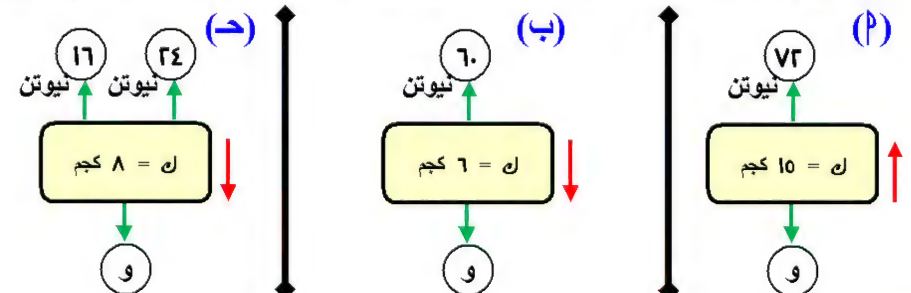 (أ)
٧٢
نيوتن
ك = ١٥ كجم
و
(ب)
٦٠
نيوتن
ك = ٦ كجم
و
(حـ)
٢٤ ١٦
نيوتن نيوتن
ك = ٨ كجم
و